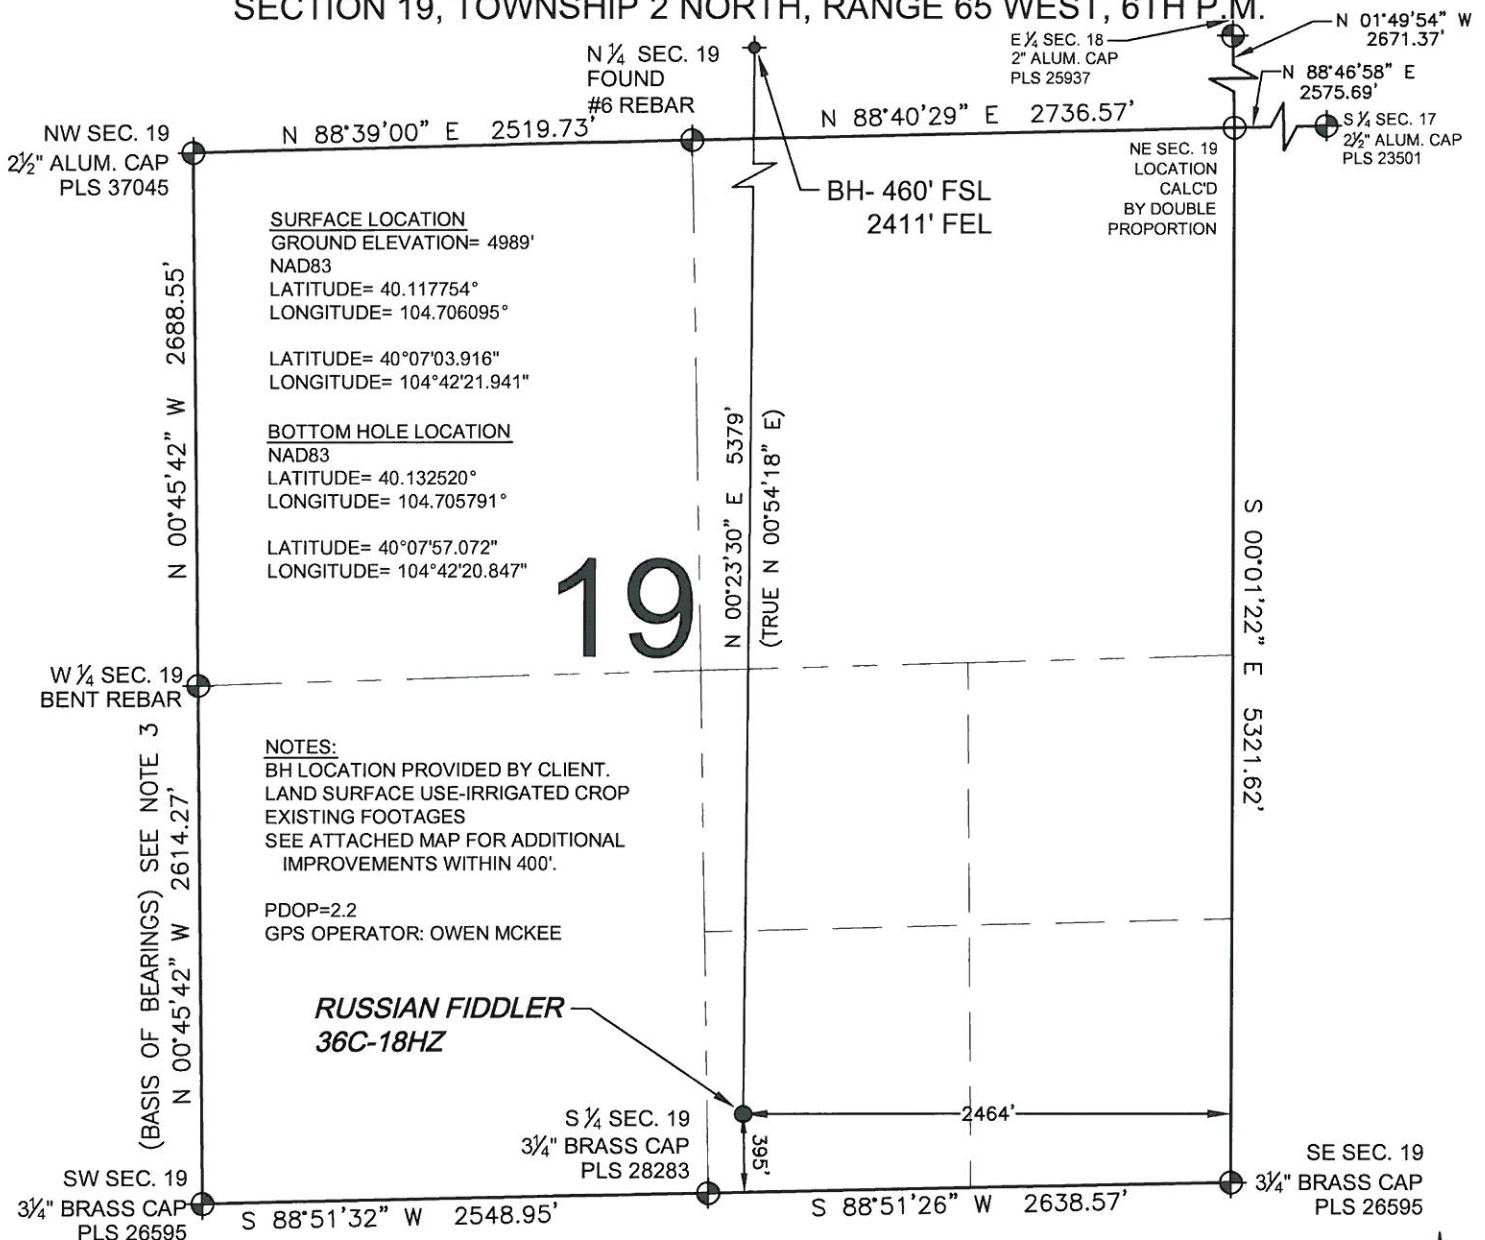 SECTION 19, TOWNSHIP 2 NORTH, RANGE 65 WEST, 6TH P.M.
N 01°49'54" W
2671.37'
E ¼ SEC. 18
2" ALUM. CAP
PLS 25937
N ¼ SEC. 19
FOUND
#6 REBAR
N 88°46'58" E
2575.69'
S ¼ SEC. 17
2½" ALUM. CAP
PLS 23501
NW SEC. 19
2½" ALUM. CAP
PLS 37045
N 88°39'00" E 2519.73'
N 88°40'29" E 2736.57'
NE SEC. 19
LOCATION
CALC'D
BY DOUBLE
PROPORTION
BH- 460' FSL
2411' FEL
SURFACE LOCATION
GROUND ELEVATION= 4989'
NAD83
LATITUDE= 40.117754°
LONGITUDE= 104.706095°
LATITUDE= 40°07'03.916"
LONGITUDE= 104°42'21.941"
BOTTOM HOLE LOCATION
NAD83
LATITUDE= 40.132520°
LONGITUDE= 104.705791°
LATITUDE= 40°07'57.072"
LONGITUDE= 104°42'20.847"
N 00°45'42" W 2688.55'
19
N 00°23'30" E 5379'
(TRUE N 00°54'18" E)
S 00°01'22" E 5321.62'
W ¼ SEC. 19
BENT REBAR
(BASIS OF BEARINGS) SEE NOTE 3
N 00°45'42" W 2614.27'
NOTES:
BH LOCATION PROVIDED BY CLIENT.
LAND SURFACE USE-IRRIGATED CROP
EXISTING FOOTAGES
SEE ATTACHED MAP FOR ADDITIONAL
IMPROVEMENTS WITHIN 400'.
PDOP=2.2
GPS OPERATOR: OWEN MCKEE
RUSSIAN FIDDLER
36C-18HZ
2464'
395'
S ¼ SEC. 19
3¼" BRASS CAP
PLS 28283
SW SEC. 19
3¼" BRASS CAP
PLS 26595
S 88°51'32" W 2548.95'
S 88°51'26" W 2638.57'
SE SEC. 19
3¼" BRASS CAP
PLS 26595